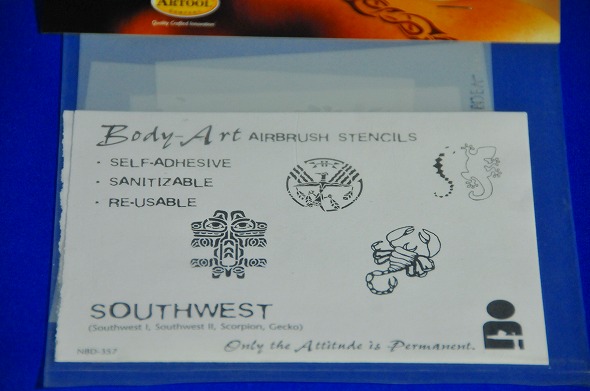 ARTOOL
Quality Crafted Innovation
Body-Art AIRBRUSH STENCILS
• SELF-ADHESIVE
• SANITIZABLE
• RE-USABLE
SOUTHWEST
(Southwest I, Southwest II, Scorpion, Gecko)
NBD-357
Only the Attitude is Permanent.